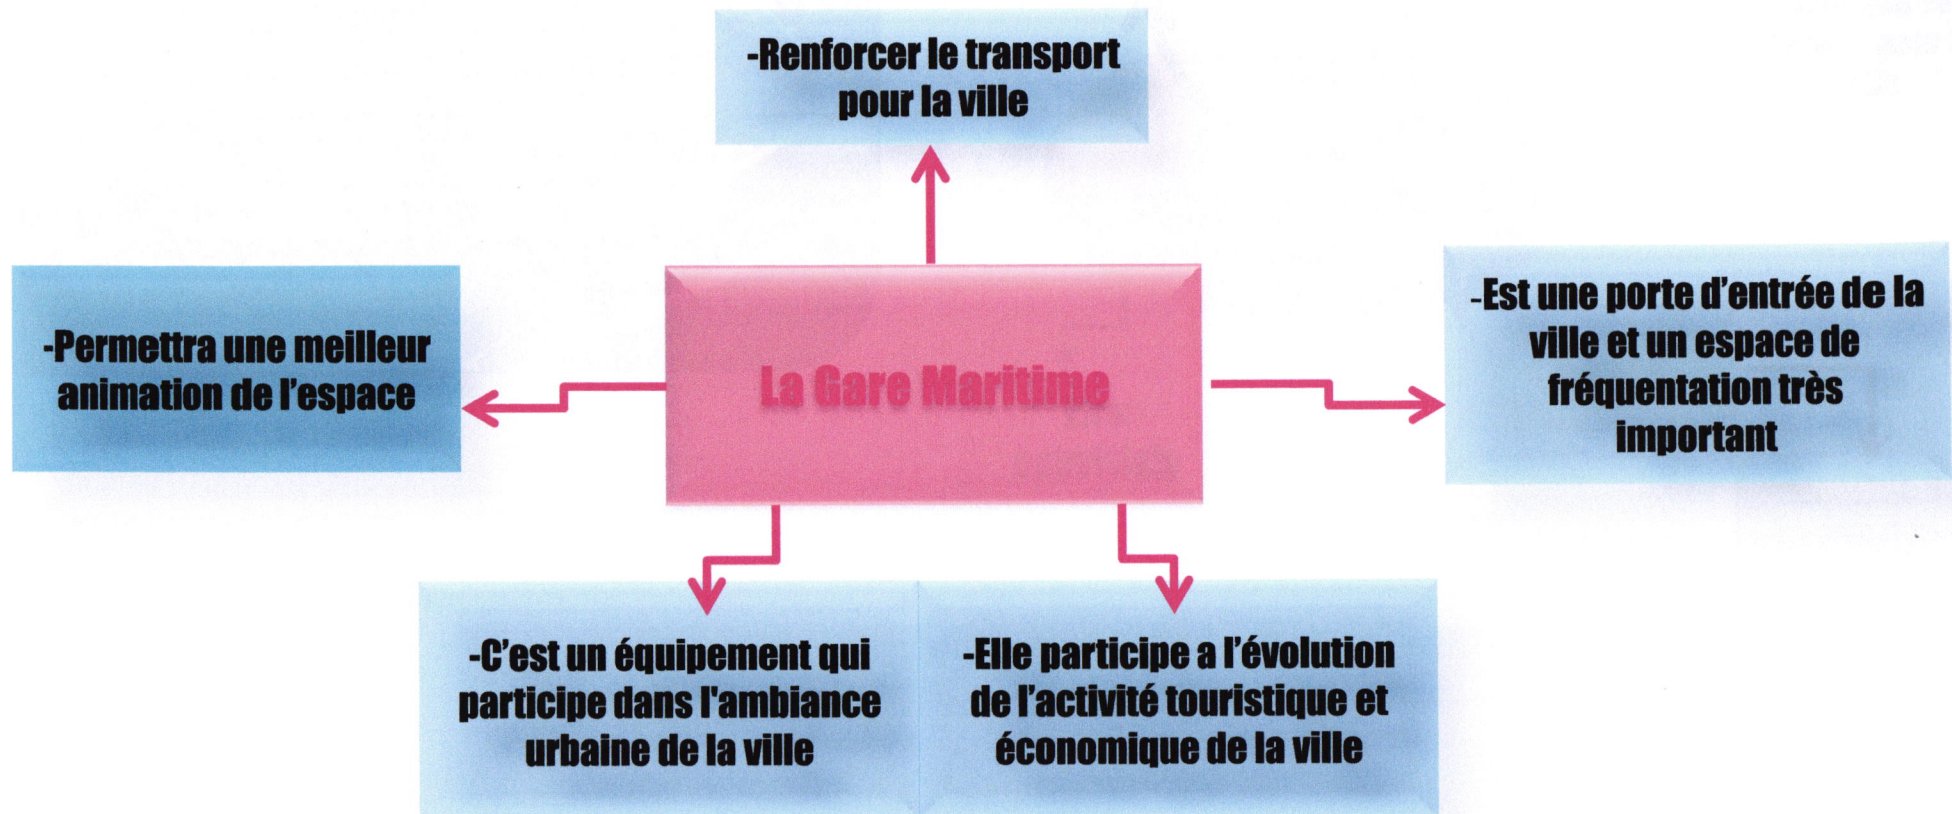 -Renforcer le transport
pour la ville
-Permettra une meilleur
animation de l'espace
La Gare Maritime
-Est une porte d'entrée de la
ville et un espace de
fréquentation très
important
-C'est un équipement qui
participe dans l'ambiance
urbaine de la ville
-Elle participe a l'évolution
de l'activité touristique et
économique de la ville